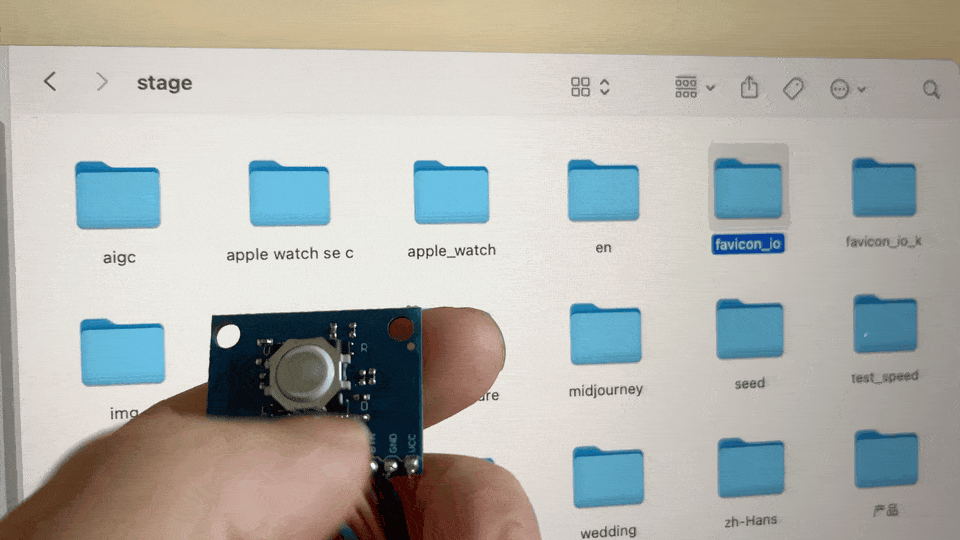 stage
aigc
apple watch se c
apple_watch
en
favicon_io
favicon_io_k
img
midjourney
seed
test_speed
wedding
zh-Hans
产品
GND
VCC